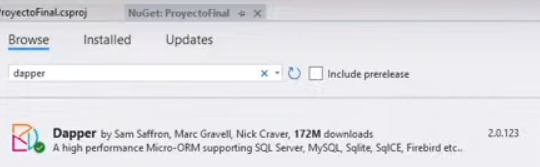 royectoFinal.csproj
NuGet: ProyectoFinal
Browse Installed Updates
dapper
Include prerelease
Dapper by Sam Saffron, Marc Gravell, Nick Craver, 172M downloads 2.0.123
A high performance Micro-ORM supporting SQL Server, MySQL, Sqlite, SqlCE, Firebird etc..